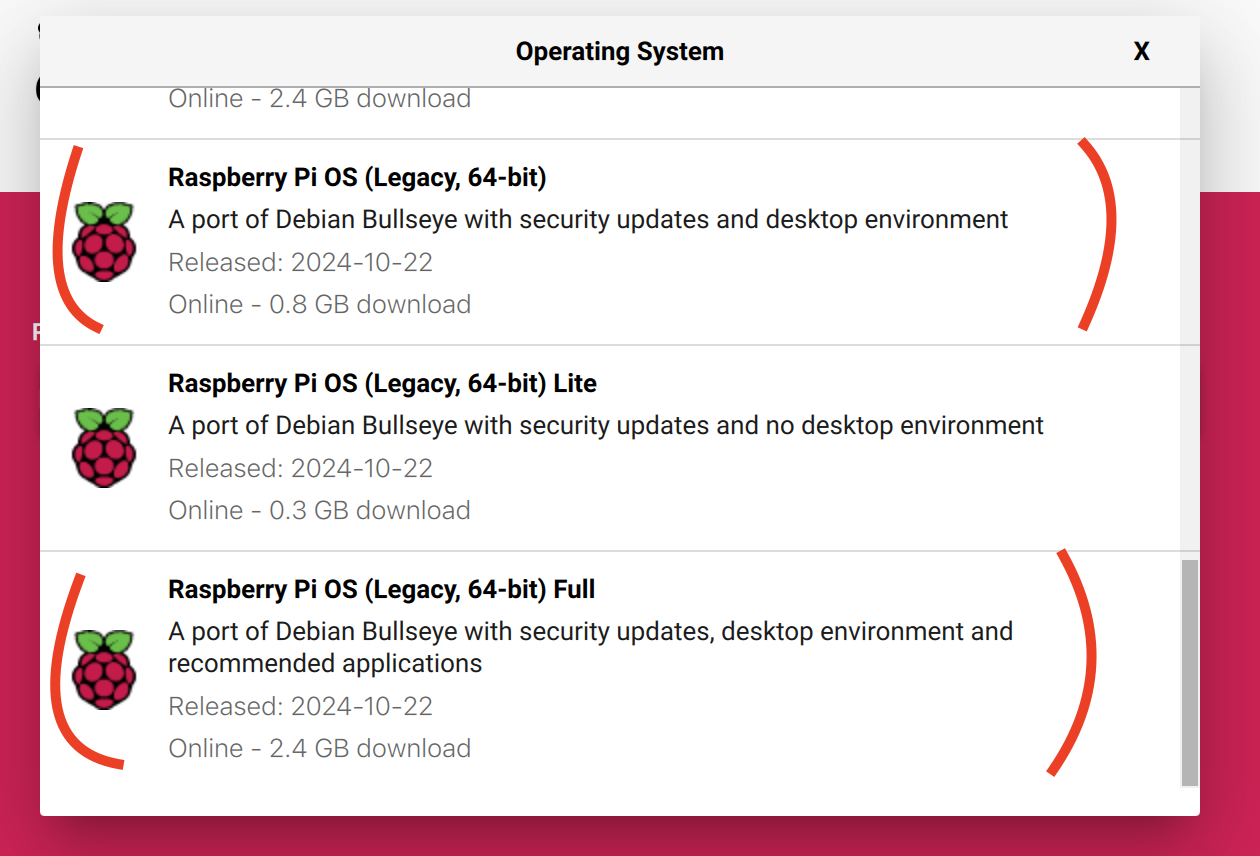 Operating System
X
Online - 2.4 GB download
Raspberry Pi OS (Legacy, 64-bit)
A port of Debian Bullseye with security updates and desktop environment
Released: 2024-10-22
Online - 0.8 GB download
Raspberry Pi OS (Legacy, 64-bit) Lite
A port of Debian Bullseye with security updates and no desktop environment
Released: 2024-10-22
Online - 0.3 GB download
Raspberry Pi OS (Legacy, 64-bit) Full
A port of Debian Bullseye with security updates, desktop environment and
recommended applications
Released: 2024-10-22
Online - 2.4 GB download